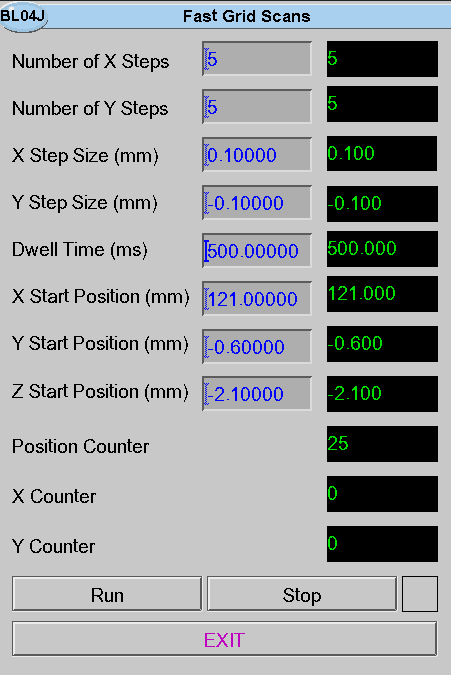 BL04J Fast Grid Scans
Number of X Steps 5 5
Number of Y Steps 5 5
X Step Size (mm) 0.10000 0.100
Y Step Size (mm) -0.10000 -0.100
Dwell Time (ms) 500.00000 500.000
X Start Position (mm) 121.00000 121.000
Y Start Position (mm) -0.60000 -0.600
Z Start Position (mm) -2.10000 -2.100
Position Counter 25
X Counter 0
Y Counter 0
Run Stop
EXIT